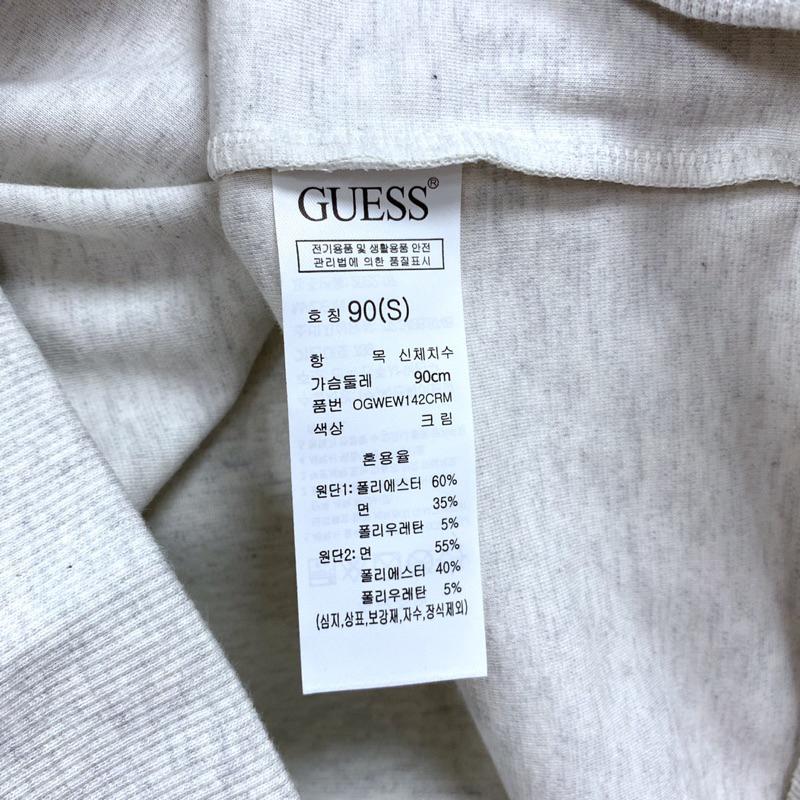 GUESS®
전기용품 및 생활용품 안전
관리법에 의한 품질표시
호칭 90(S)
항 목 신체치수
가슴둘레 90cm
품번 OGWEW142CRM
색상 크림
혼용율
원단1: 폴리에스터 60%
면 35%
폴리우레탄 5%
원단2: 면 55%
폴리에스터 40%
폴리우레탄 5%
(심지,상표,보강재,자수,장식제외)